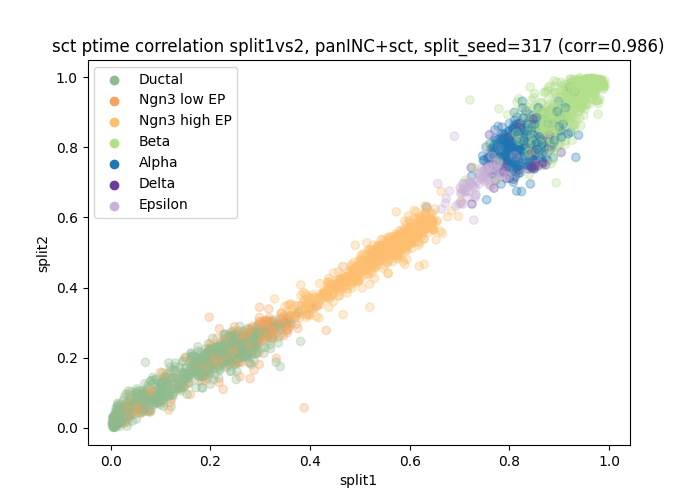 sct ptime correlation split1vs2, panINC+sct, split_seed=317 (corr=0.986)
Ductal
Ngn3 low EP
Ngn3 high EP
Beta
Alpha
Delta
Epsilon
1.0
0.8
0.6
0.4
0.2
0.0
split2
0.0 0.2 0.4 0.6 0.8 1.0
split1